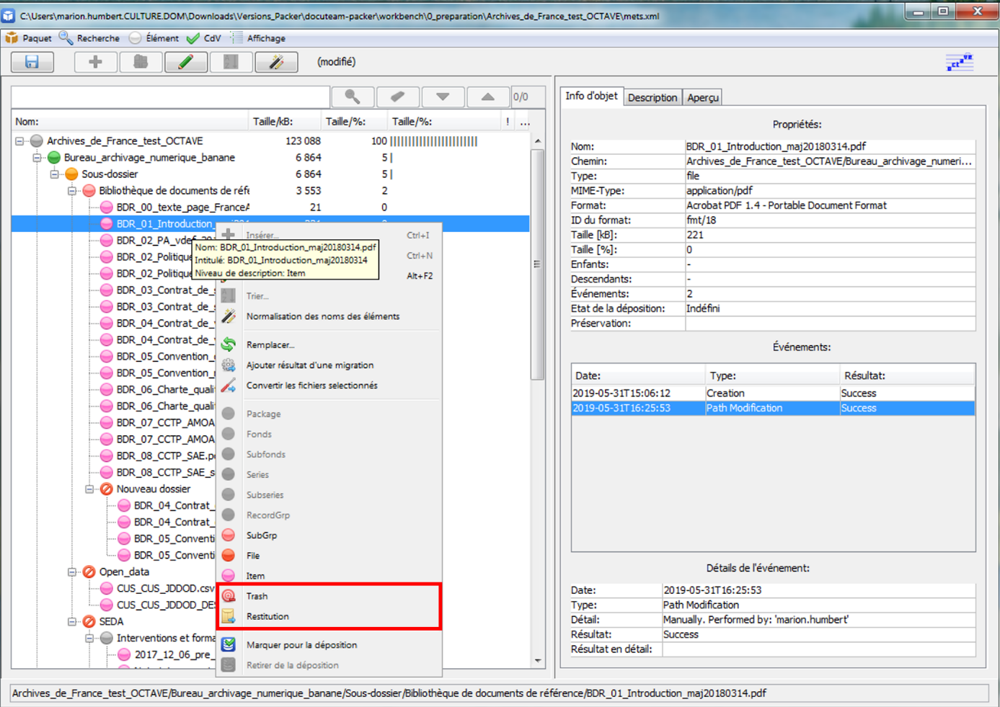 C:\Users\marion.humbert.CULTURE.DOM\Downloads\Versions_Packer\docuteam-packer\workbench\0_preparation\Archives_de_France_test_OCTAVE\mets.xml
Paquet Recherche Élément CdV Affichage
(modifié)
0/0
Nom: Taille/kB: Taille/%: Taille/%: ! ...
Archives_de_France_test_OCTAVE 123 088 100
Bureau_archivage_numerique_banane 6 864 5
Sous-dossier 6 864 5
Bibliothèque de documents de réfé 3 553 2
BDR_00_texte_page_FranceA 21 0
BDR_01_Introduction_
BDR_02_PA_vdef
BDR_02_Politique
BDR_02_Politique
BDR_03_Contrat_de_s
BDR_03_Contrat_de_s
BDR_04_Contrat_de_v
BDR_04_Contrat_de_v
BDR_05_Convention_
BDR_05_Convention_
BDR_06_Charte_quali
BDR_06_Charte_quali
BDR_07_CCTP_AMOA
BDR_07_CCTP_AMOA
BDR_08_CCTP_SAE.p
BDR_08_CCTP_SAE_s
Nouveau dossier
BDR_04_Contrat_
BDR_04_Contrat_
BDR_05_Conventi
BDR_05_Conventi
Open_data
CUS_CUS_JDDOD.csv
CUS_CUS_JDDOD_DES
SEDA
Interventions et forma
2017_12_06_pre_
Insérer... Ctrl+I
Nom: BDR_01_Introduction_maj20180314.pdf
Intitulé: BDR_01_Introduction_maj20180314
Niveau de description: Item
Ctrl+N
Alt+F2
Trier...
Normalisation des noms des éléments
Remplacer...
Ajouter résultat d'une migration
Convertir les fichiers selectionnés
Package
Fonds
Subfonds
Series
Subseries
RecordGrp
SubGrp
File
Item
Trash
Restitution
Marquer pour la déposition
Retirer de la déposition
Info d'objet Description Aperçu
Propriétés:
Nom: BDR_01_Introduction_maj20180314.pdf
Chemin: Archives_de_France_test_OCTAVE/Bureau_archivage_numeri...
Type: file
MIME-Type: application/pdf
Format: Acrobat PDF 1.4 - Portable Document Format
ID du format: fmt/18
Taille [kB]: 221
Taille [%]: 0
Enfants: -
Descendants: -
Événements: 2
Etat de la déposition: Indéfini
Préservation:
Événements:
Date: Type: Résultat:
2019-05-31T15:06:12 Creation Success
2019-05-31T16:25:53 Path Modification Success
Détails de l'événement:
Date: 2019-05-31T16:25:53
Type: Path Modification
Détail: Manually. Performed by: 'marion.humbert'
Résultat: Success
Résultat en détail:
Archives_de_France_test_OCTAVE/Bureau_archivage_numerique_banane/Sous-dossier/Bibliothèque de documents de référence/BDR_01_Introduction_maj20180314.pdf